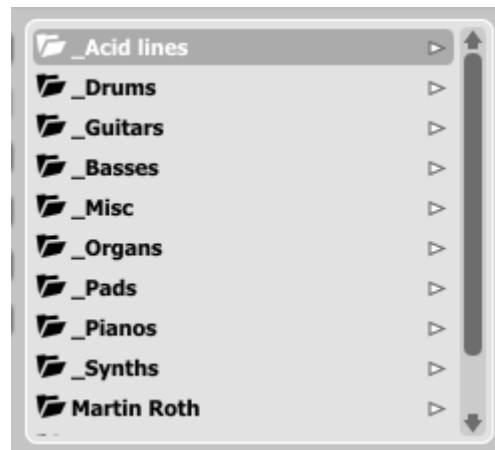 _Acid lines
_Drums
_Guitars
_Basses
_Misc
_Organs
_Pads
_Pianos
_Synths
Martin Roth